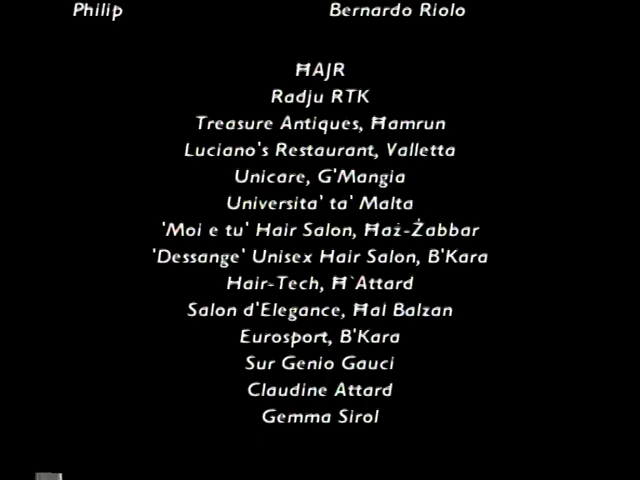 Philip Bernardo Riolo
ĦAJR
Radju RTK
Treasure Antiques, Ħamrun
Luciano's Restaurant, Valletta
Unicare, G'Mangia
Universita' ta' Malta
'Moi e tu' Hair Salon, Ħaż-Żabbar
'Dessange' Unisex Hair Salon, B'Kara
Hair-Tech, Ħ`Attard
Salon d'Elegance, Ħal Balzan
Eurosport, B'Kara
Sur Genio Gauci
Claudine Attard
Gemma Sirol